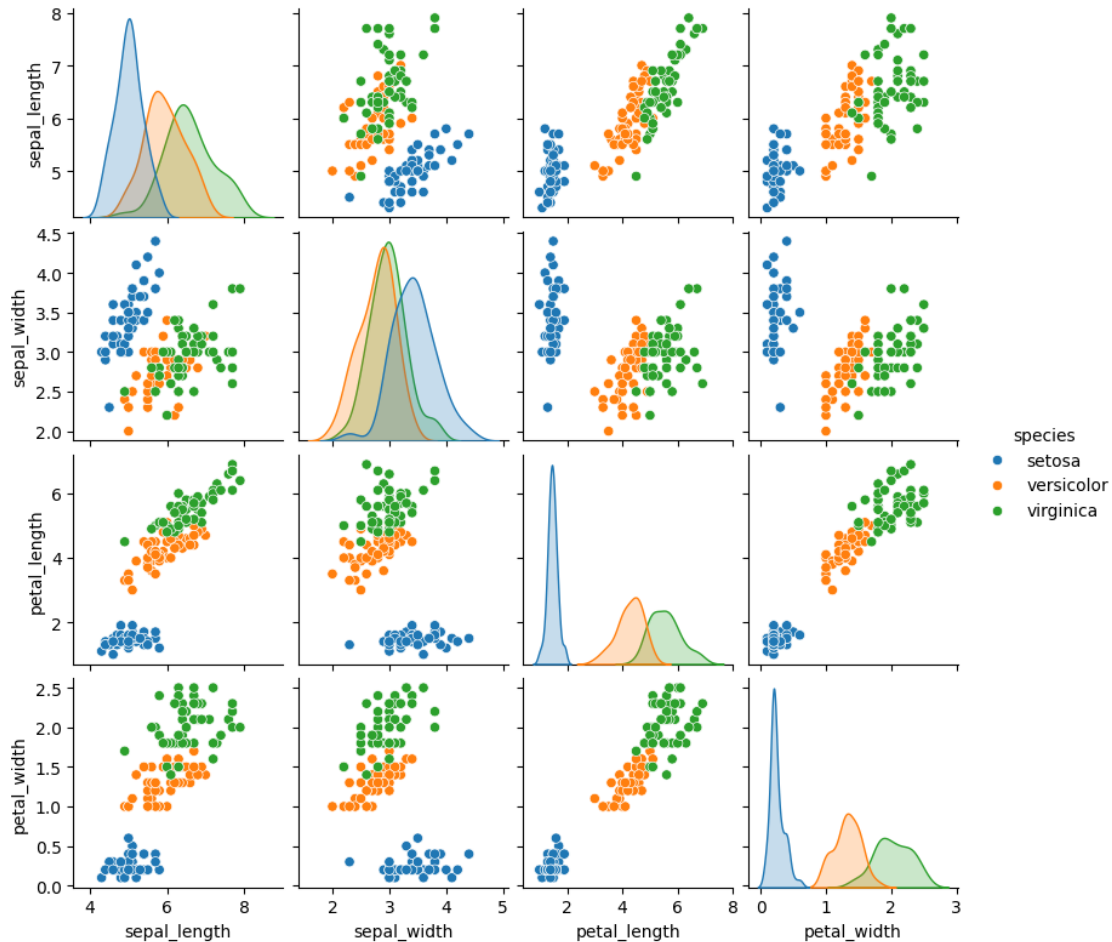 sepal_length
8
7
6
5
sepal_width
4.5
4.0
3.5
3.0
2.5
2.0
species
setosa
versicolor
virginica
petal_length
6
4
2
petal_width
2.5
2.0
1.5
1.0
0.5
0.0
4 6 8
2 3 4 5
2 4 6 8
0 1 2 3
sepal_length sepal_width petal_length petal_width